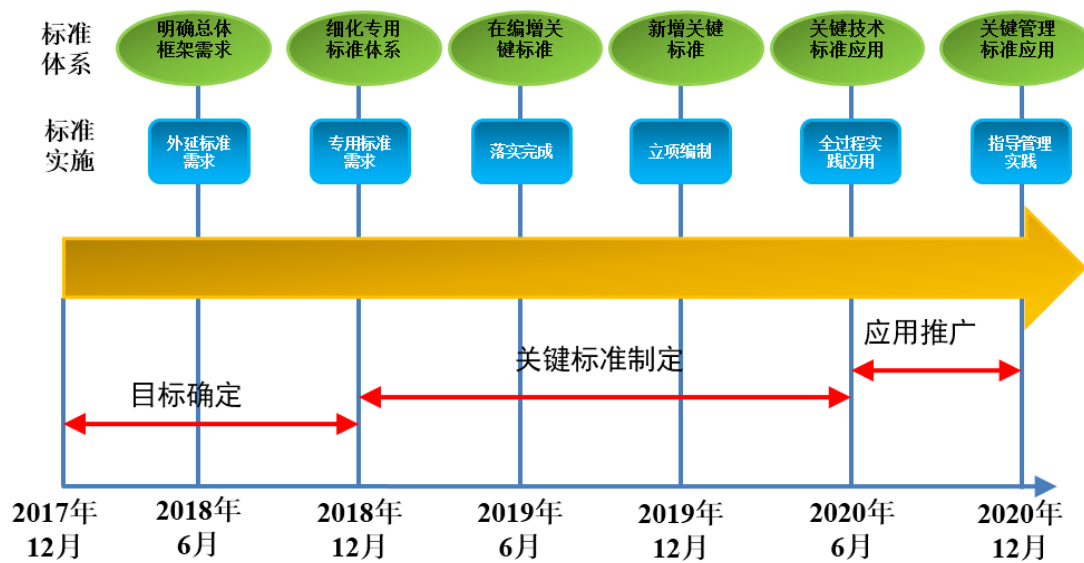 标准
体系
明确总体
框架需求
细化专用
标准体系
在编增关
键标准
新增关键
标准
关键技术
标准应用
关键管理
标准应用
标准
实施
外延标准
需求
专用标准
需求
落实完成
立项编制
全过程实
践应用
指导管理
实践
应用推广
关键标准制定
目标确定
2017年
12月
2018年
6月
2018年
12月
2019年
6月
2019年
12月
2020年
6月
2020年
12月